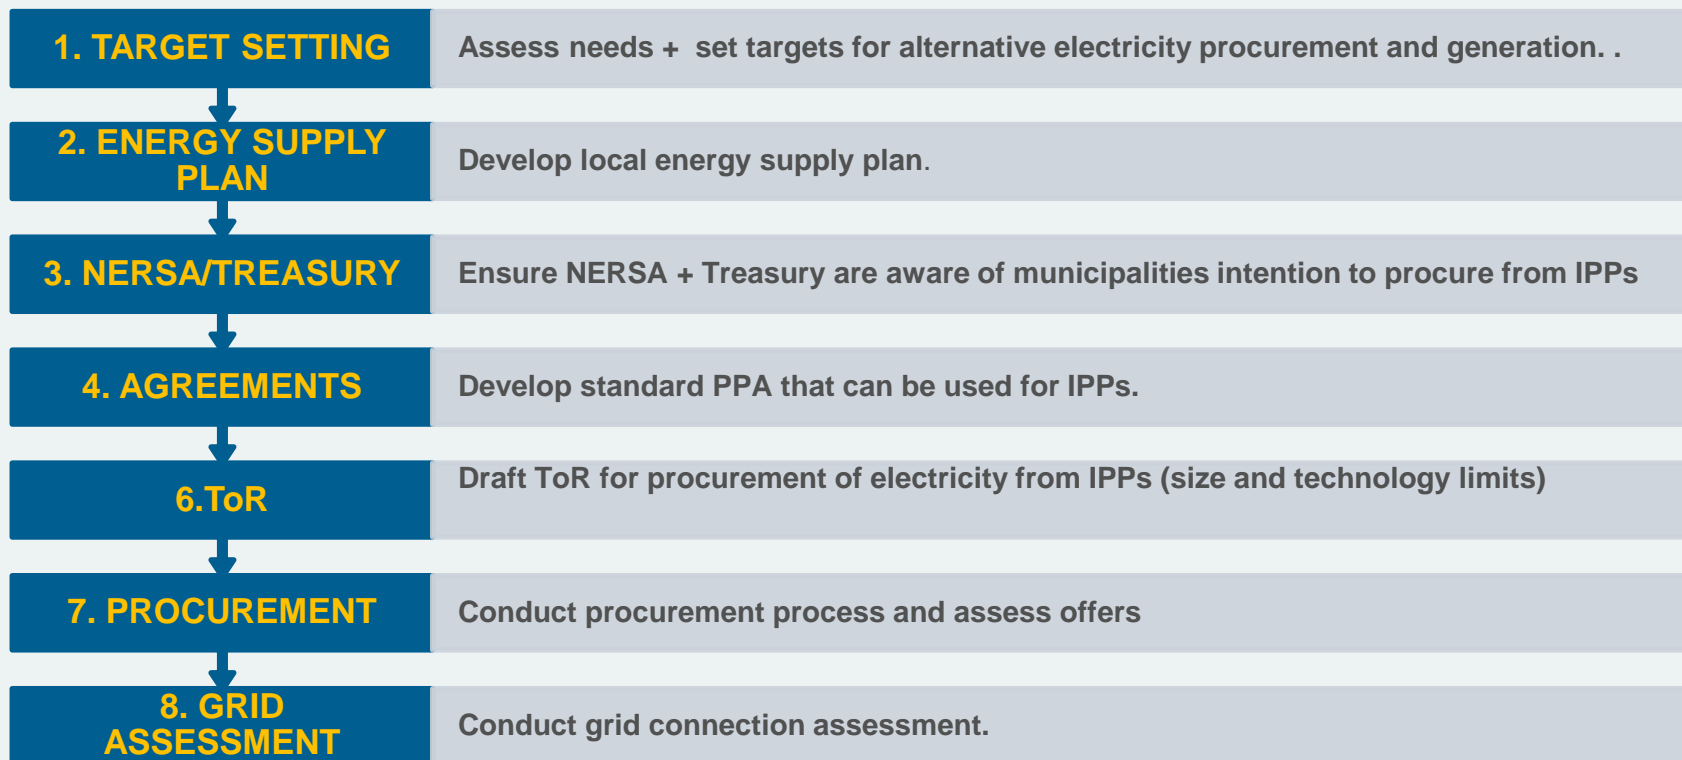 1. TARGET SETTING
Assess needs +  set targets for alternative electricity procurement and generation. .
2. ENERGY SUPPLY
PLAN
Develop local energy supply plan.
3. NERSA/TREASURY
Ensure NERSA + Treasury are aware of municipalities intention to procure from IPPs
4. AGREEMENTS
Develop standard PPA that can be used for IPPs.
6.ToR
Draft ToR for procurement of electricity from IPPs (size and technology limits)
7. PROCUREMENT
Conduct procurement process and assess offers
8. GRID
ASSESSMENT
Conduct grid connection assessment.